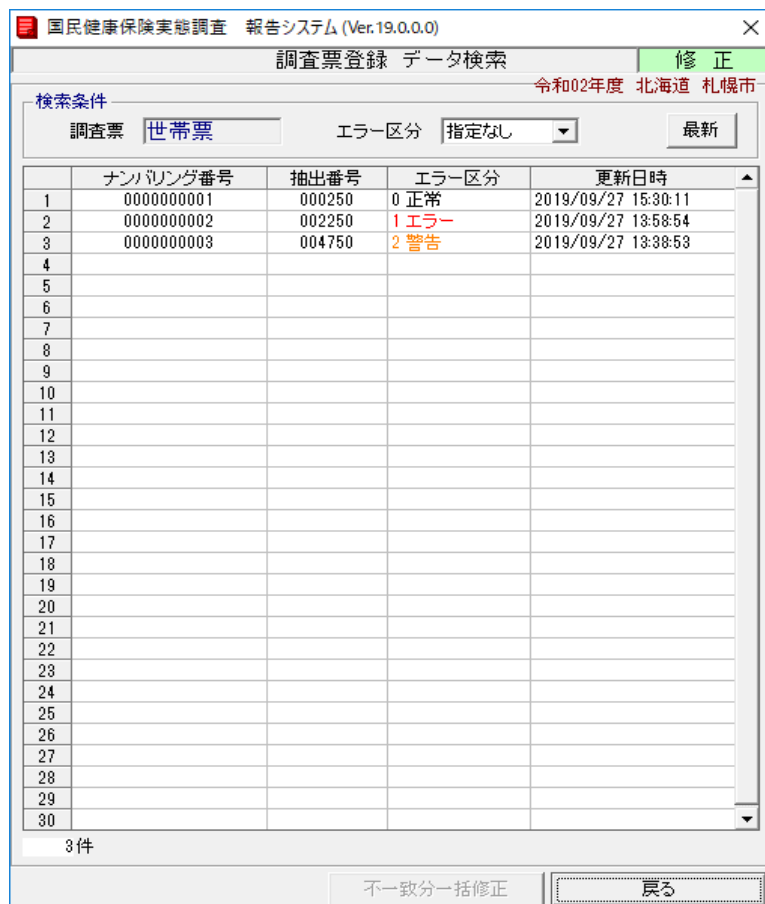 国民健康保険実態調査　報告システム (Ver.19.0.0.0)
調査票登録 データ検索 修 正
令和02年度 北海道 札幌市
検索条件
調査票 世帯票 エラー区分 指定なし 最新
ナンバリング番号 抽出番号 エラー区分 更新日時
1 0000000001 000250 0 正常 2019/09/27 15:30:11
2 0000000002 002250 1 エラー 2019/09/27 13:58:54
3 0000000003 004750 2 警告 2019/09/27 13:38:53
4
5
6
7
8
9
10
11
12
13
14
15
16
17
18
19
20
21
22
23
24
25
26
27
28
29
30
3件
不一致分一括修正 戻る